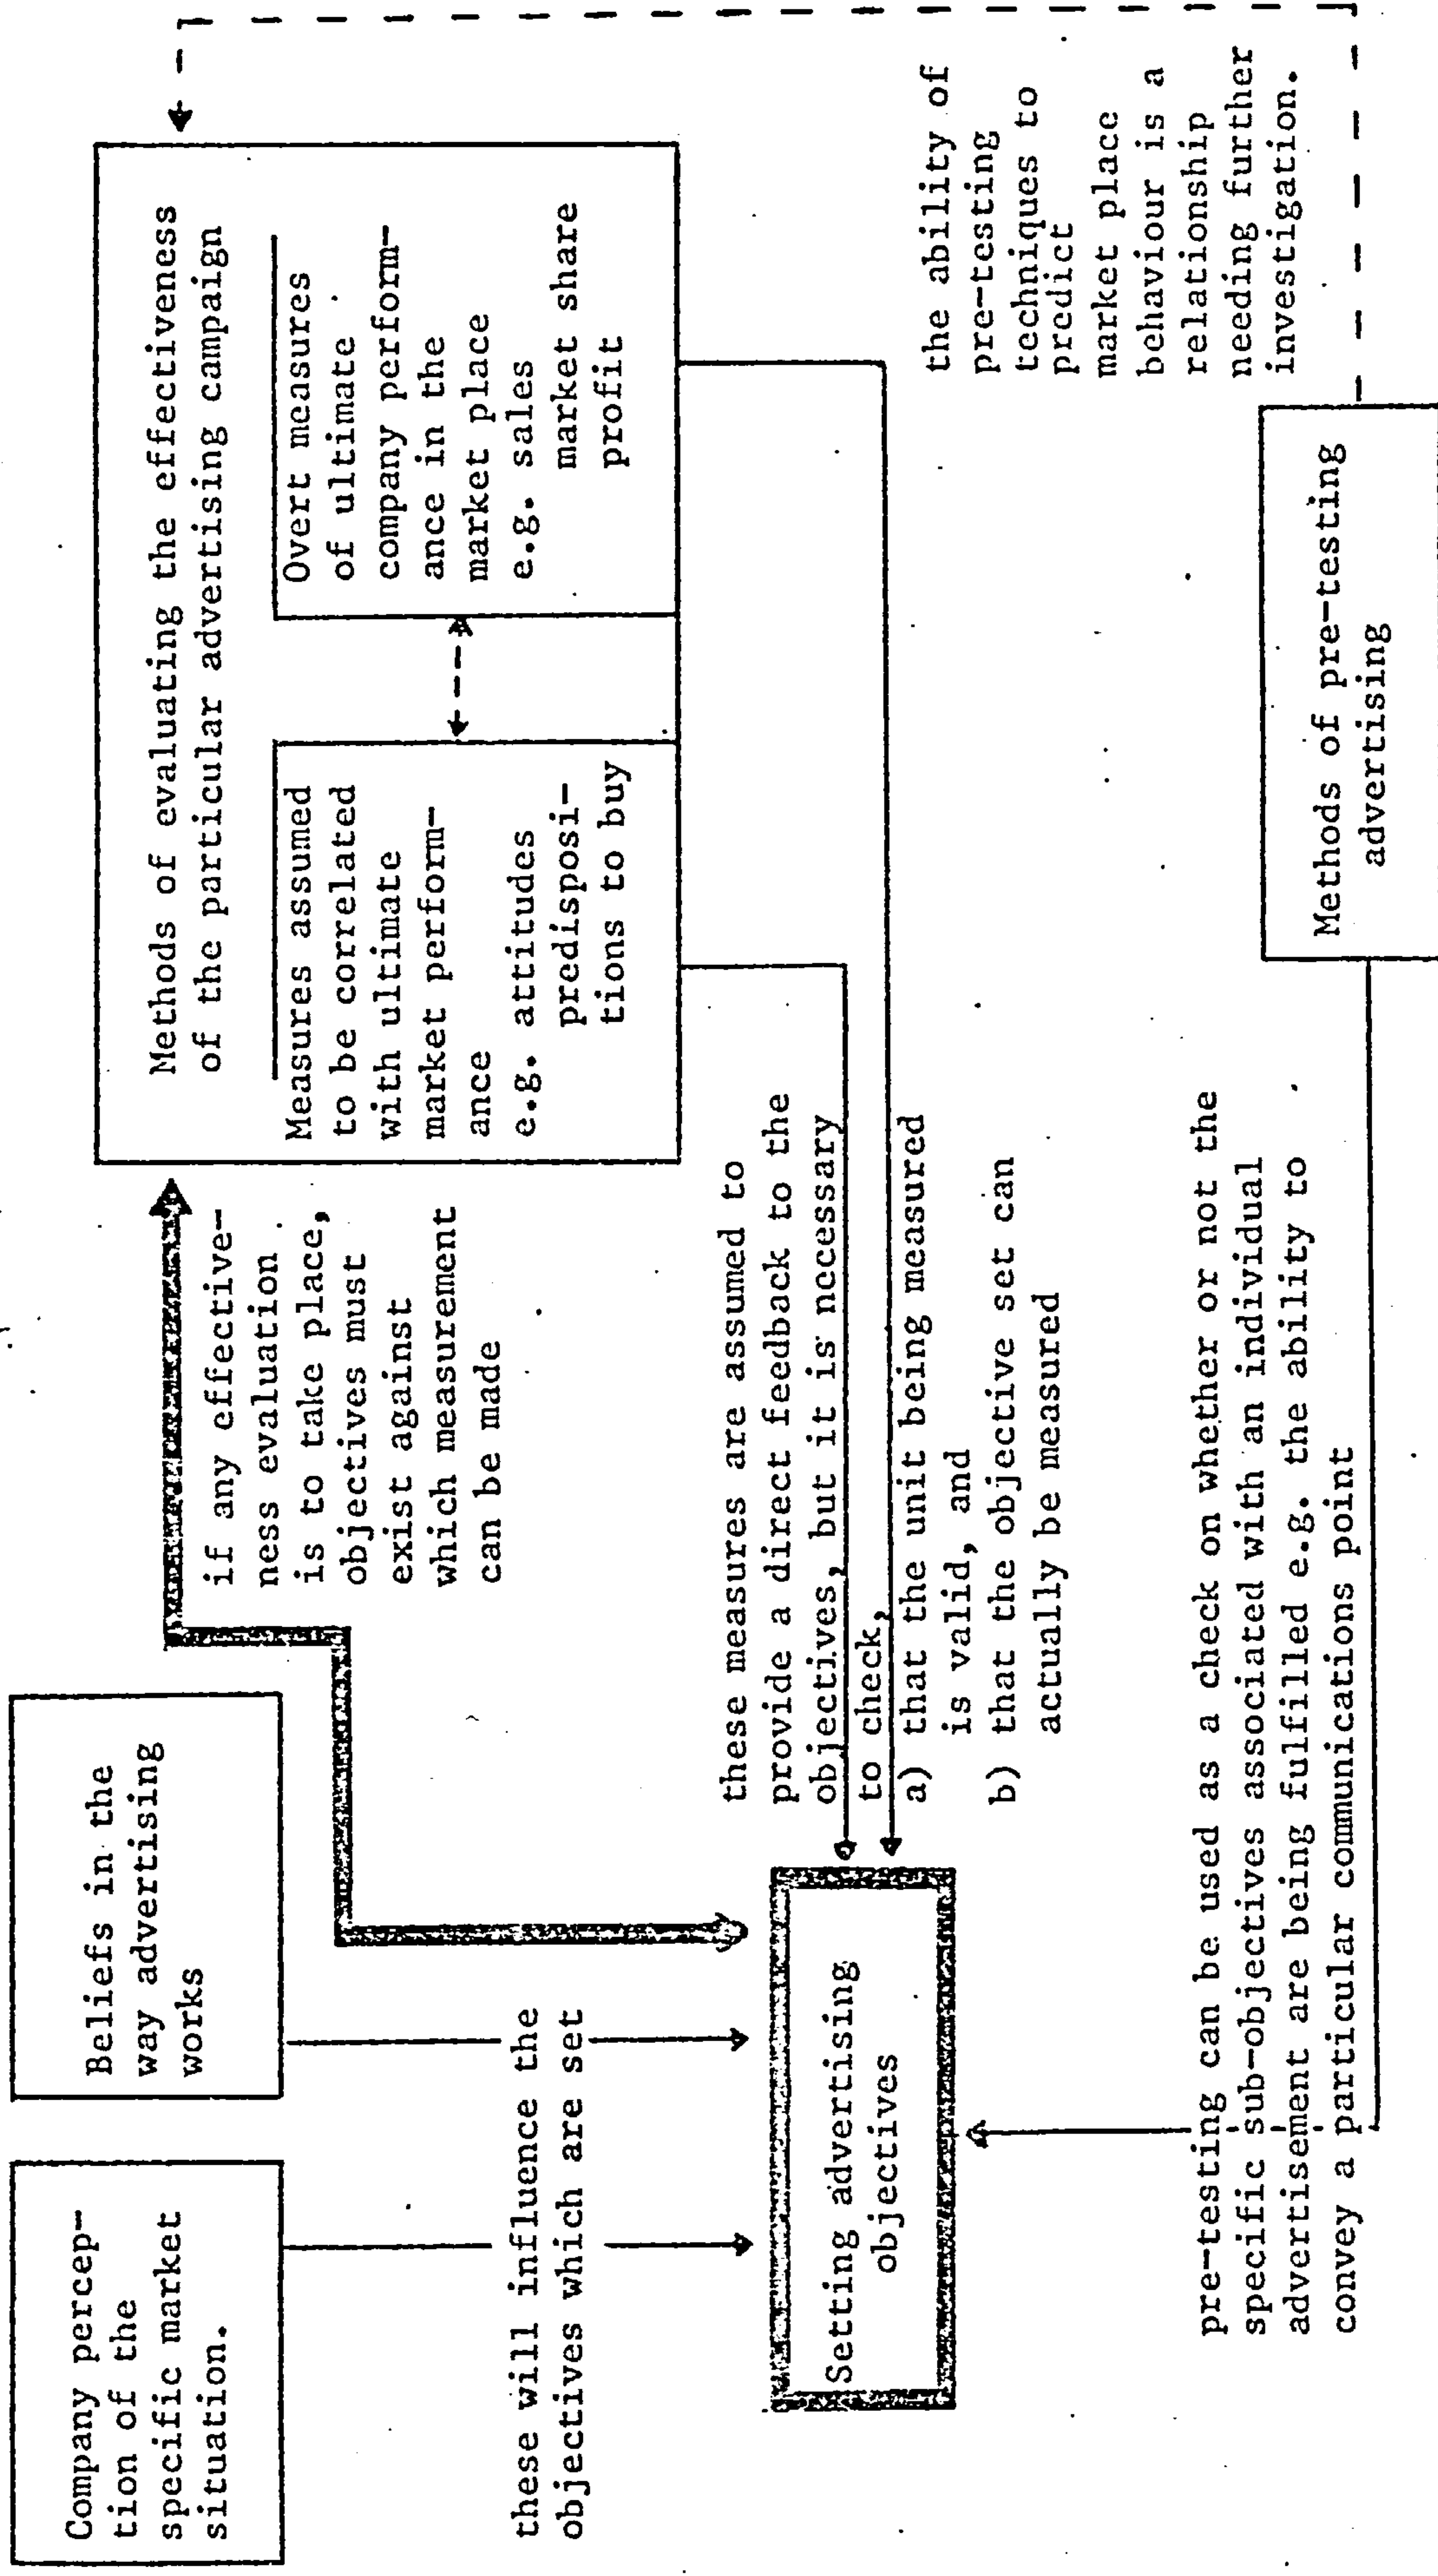 Company percep-
tion of the
specific market
situation.
Beliefs in the
way advertising
works
these will influence the
objectives which are set
Setting advertising
objectives
if any effective-
ness evaluation
is to take place,
objectives must
exist against
which measurement
can be made
Methods of evaluating the effectiveness
of the particular advertising campaign
Measures assumed
to be correlated
with ultimate
market perform-
ance
e.g. attitudes
predisposi-
tions to buy
Overt measures
of ultimate
company perform-
ance in the
market place
e.g. sales
market share
profit
these measures are assumed to
provide a direct feedback to the
objectives, but it is necessary
to check,
a) that the unit being measured
is valid, and
b) that the objective set can
actually be measured
the ability of
pre-testing
techniques to
predict
market place
behaviour is a
relationship
needing further
investigation.
pre-testing can be used as a check on whether or not the
specific sub-objectives associated with an individual
advertisement are being fulfilled e.g. the ability to
convey a particular communications point
Methods of pre-testing
advertising